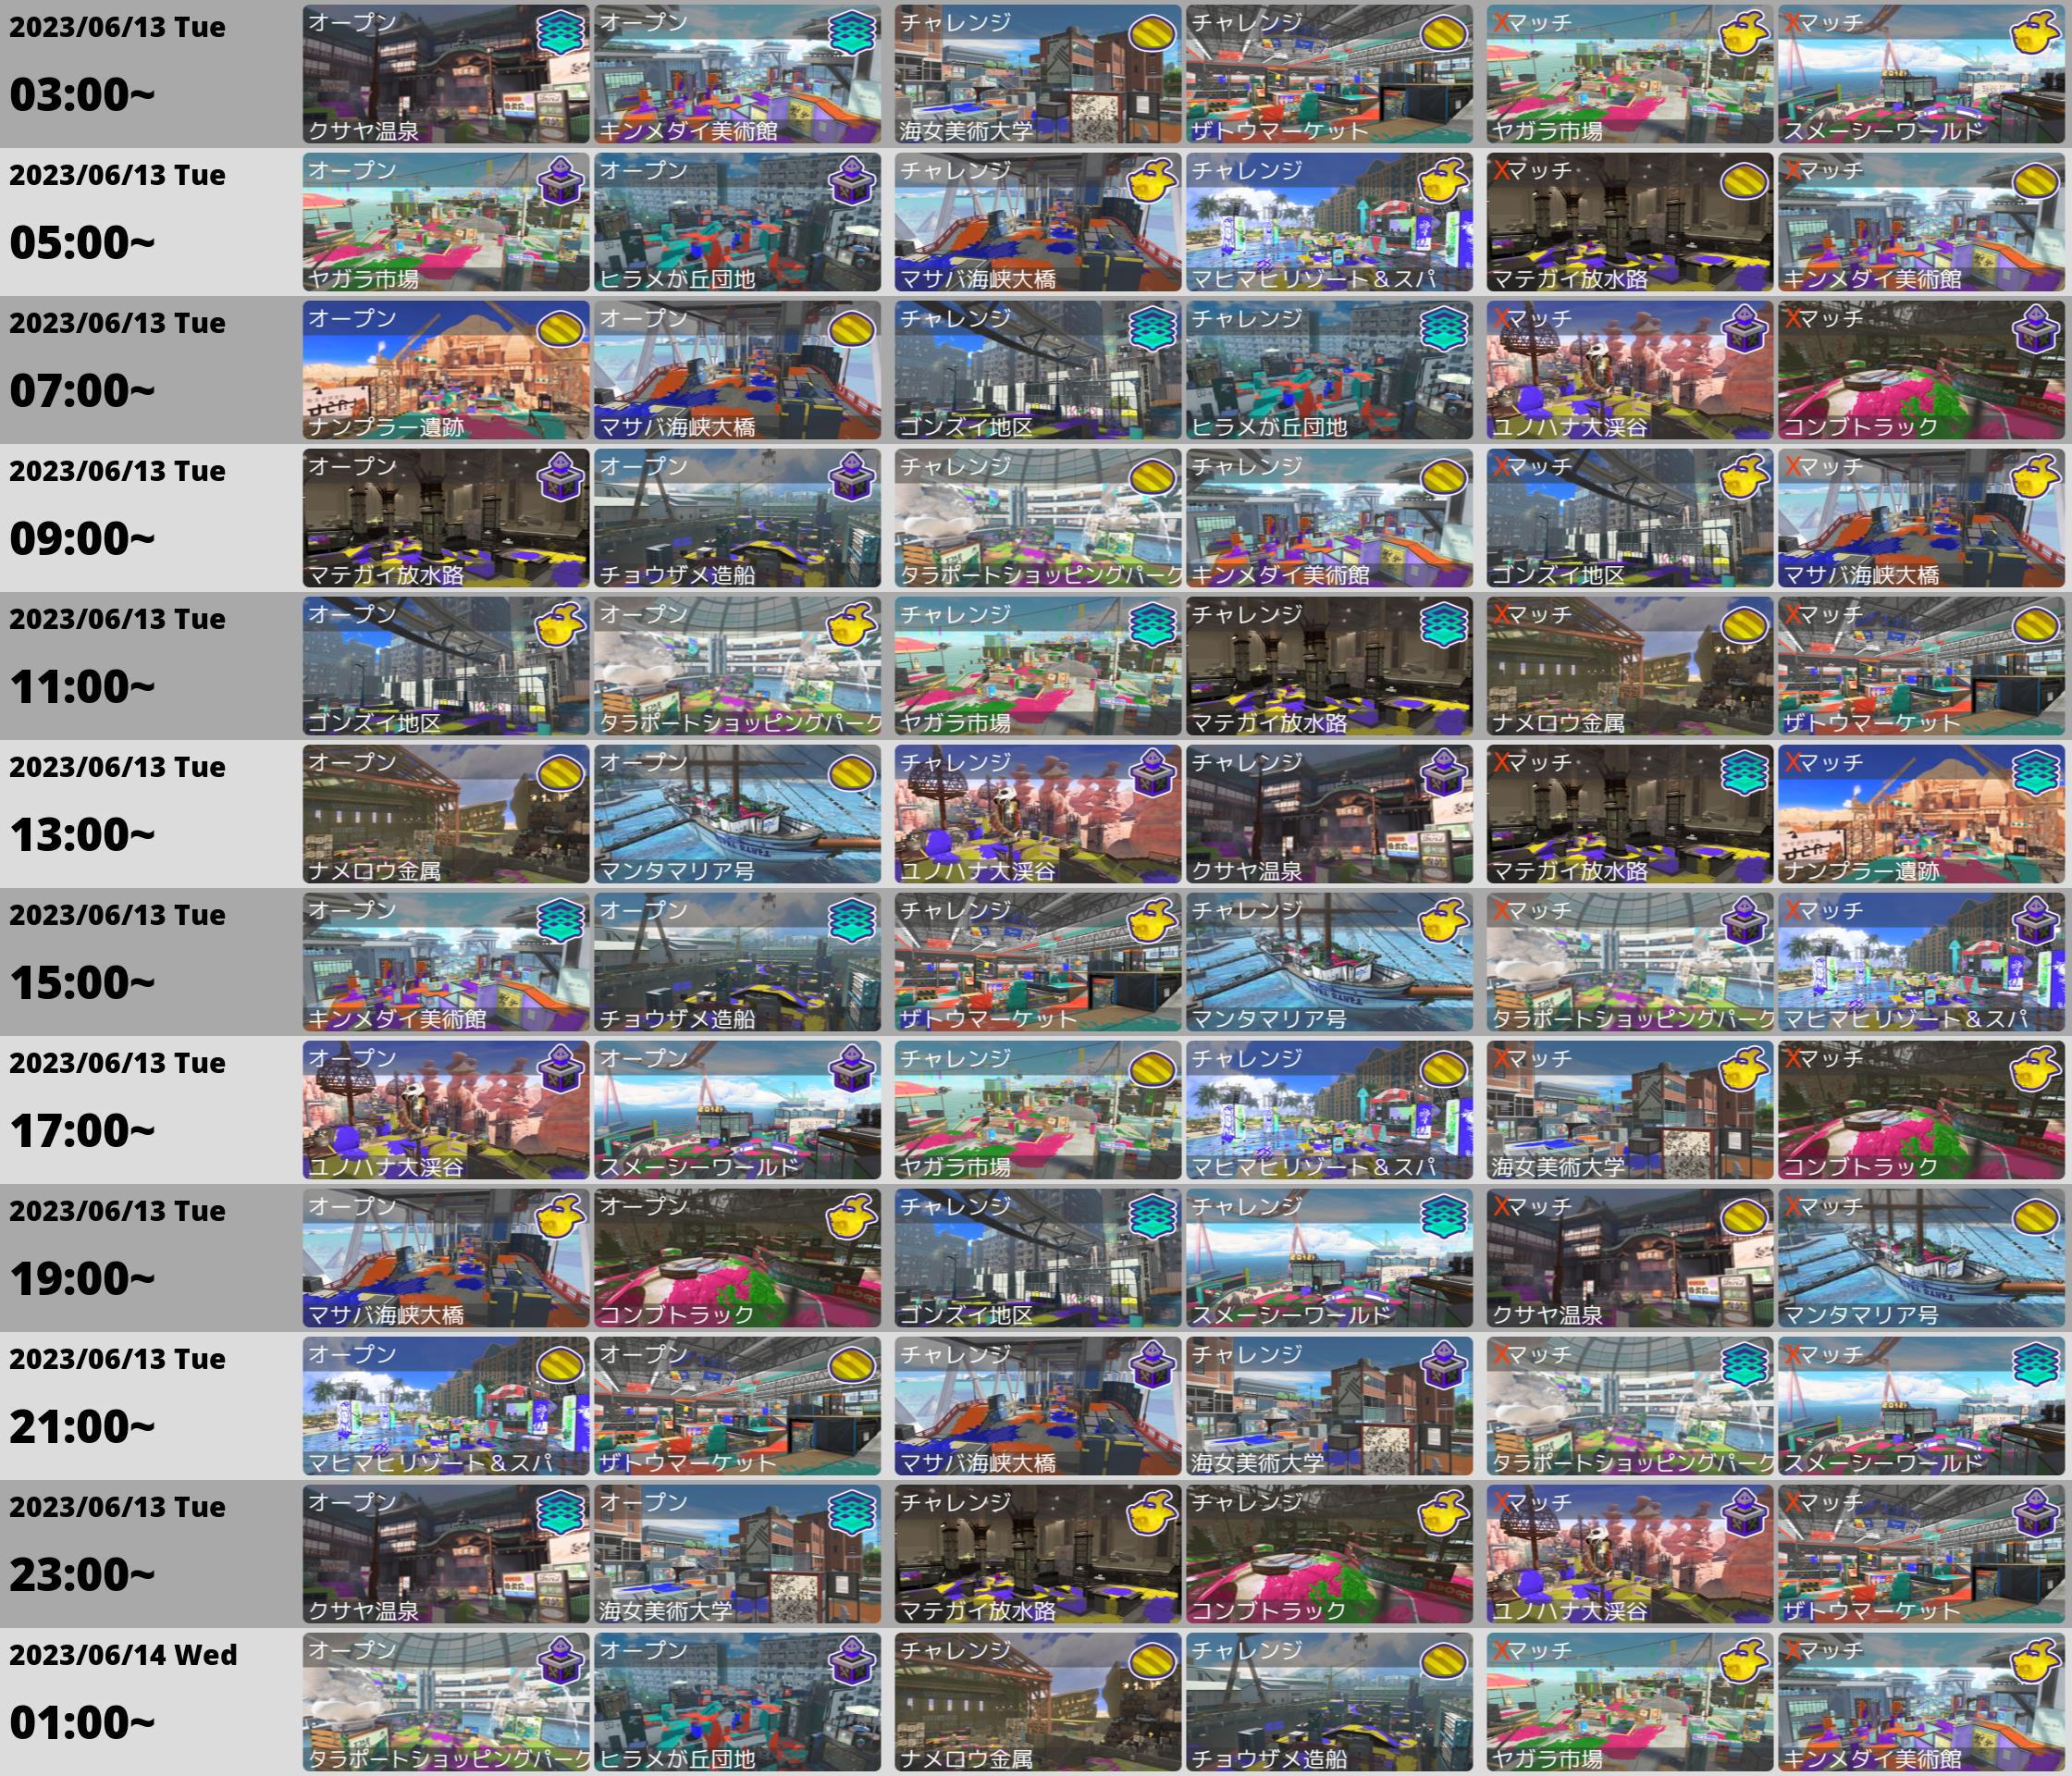 2023/06/13 Tue
03:00~
オープン オープン チャレンジ チャレンジ Xマッチ Xマッチ
クサヤ温泉 キンメダイ美術館 海女美術大学 ザトウマーケット ヤガラ市場 スメーシーワールド
2023/06/13 Tue
05:00~
オープン オープン チャレンジ チャレンジ Xマッチ Xマッチ
ヤガラ市場 ヒラメが丘団地 マサバ海峡大橋 マヒマヒリゾート&スパ マテガイ放水路 キンメダイ美術館
2023/06/13 Tue
07:00~
オープン オープン チャレンジ チャレンジ Xマッチ Xマッチ
ナンプラー遺跡 マサバ海峡大橋 ゴンズイ地区 ヒラメが丘団地 ユノハナ大渓谷 コンブトラック
2023/06/13 Tue
09:00~
オープン オープン チャレンジ チャレンジ Xマッチ Xマッチ
マテガイ放水路 チョウザメ造船 タラポートショッピングパーク キンメダイ美術館 ゴンズイ地区 マサバ海峡大橋
2023/06/13 Tue
11:00~
オープン オープン チャレンジ チャレンジ Xマッチ Xマッチ
ゴンズイ地区 タラポートショッピングパーク ヤガラ市場 マテガイ放水路 ナメロウ金属 ザトウマーケット
2023/06/13 Tue
13:00~
オープン オープン チャレンジ チャレンジ Xマッチ Xマッチ
ナメロウ金属 マンタマリア号 ユノハナ大渓谷 クサヤ温泉 マテガイ放水路 ナンプラー遺跡
2023/06/13 Tue
15:00~
オープン オープン チャレンジ チャレンジ Xマッチ Xマッチ
キンメダイ美術館 チョウザメ造船 ザトウマーケット マンタマリア号 タラポートショッピングパーク マヒマヒリゾート&スパ
2023/06/13 Tue
17:00~
オープン オープン チャレンジ チャレンジ Xマッチ Xマッチ
ユノハナ大渓谷 スメーシーワールド ヤガラ市場 マヒマヒリゾート&スパ 海女美術大学 コンブトラック
2023/06/13 Tue
19:00~
オープン オープン チャレンジ チャレンジ Xマッチ Xマッチ
マサバ海峡大橋 コンブトラック ゴンズイ地区 スメーシーワールド クサヤ温泉 マンタマリア号
2023/06/13 Tue
21:00~
オープン オープン チャレンジ チャレンジ Xマッチ Xマッチ
マヒマヒリゾート&スパ ザトウマーケット マサバ海峡大橋 海女美術大学 タラポートショッピングパーク スメーシーワールド
2023/06/13 Tue
23:00~
オープン オープン チャレンジ チャレンジ Xマッチ Xマッチ
クサヤ温泉 海女美術大学 マテガイ放水路 コンブトラック ユノハナ大渓谷 ザトウマーケット
2023/06/14 Wed
01:00~
オープン オープン チャレンジ チャレンジ Xマッチ Xマッチ
タラポートショッピングパーク ヒラメが丘団地 ナメロウ金属 チョウザメ造船 ヤガラ市場 キンメダイ美術館